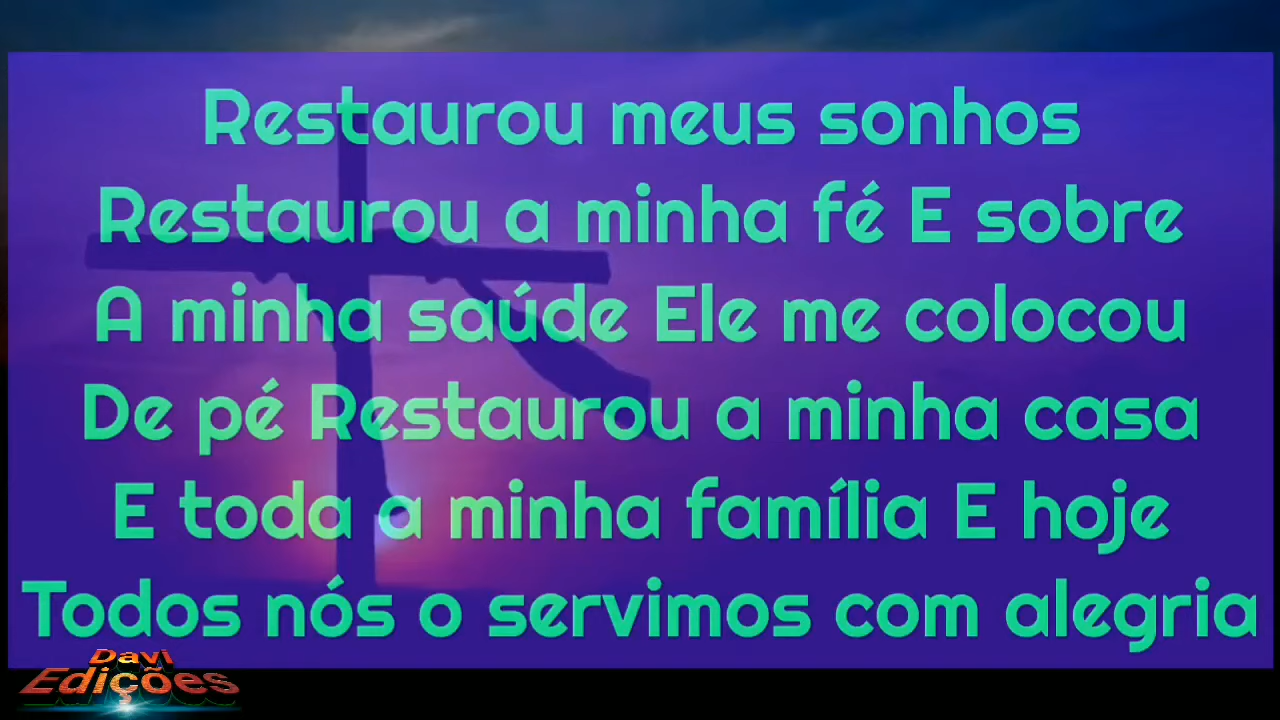 Restaurou meus sonhos
Restaurou a minha fé E sobre
A minha saúde Ele me colocou
De pé Restaurou a minha casa
E toda a minha família E hoje
Todos nós o servimos com alegria
Davi
Edições